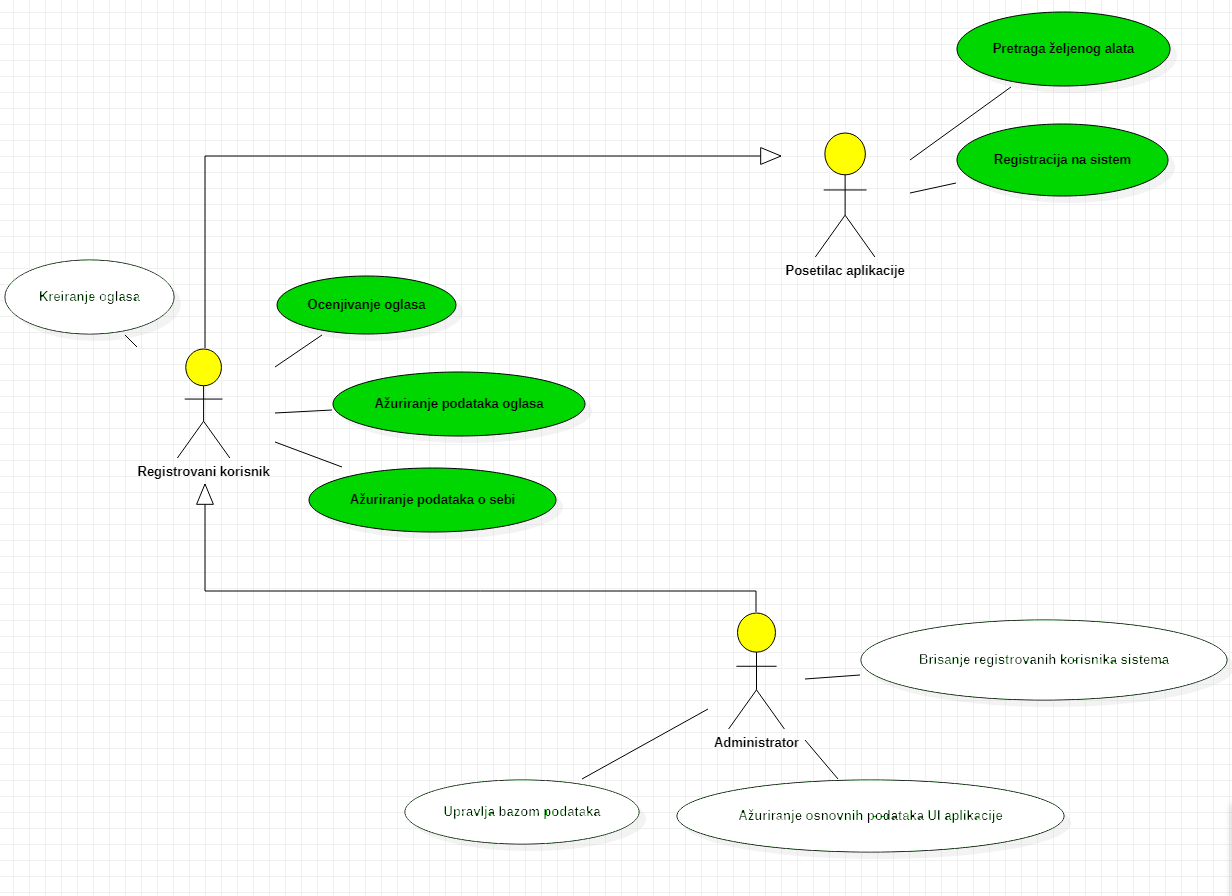 Pretraga željenog alata
Registracija na sistem
Posetilac aplikacije
Kreiranje oglasa
Ocenjivanje oglasa
Ažuriranje podataka oglasa
Registrovani korisnik
Ažuriranje podataka o sebi
Brisanje registrovanih korisnika sistema
Administrator
Upravlja bazom podataka
Ažuriranje osnovnih podataka UI aplikacije